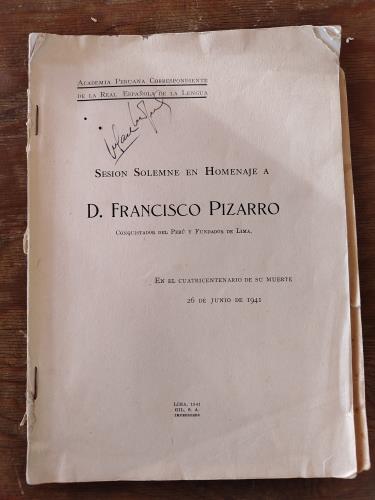 ACADEMIA PERUANA CORRESPONDIENTE
DE LA REAL ESPAÑOLA DE LA LENGUA
SESION SOLEMNE EN HOMENAJE A
D. FRANCISCO PIZARRO
CONQUISTADOR DEL PERÚ Y FUNDADOR DE LIMA.
EN EL CUATRICENTENARIO DE SU MUERTE
26 DE JUNIO DE 1941
LIMA, 1941
GIL, S. A.
IMPRESORES